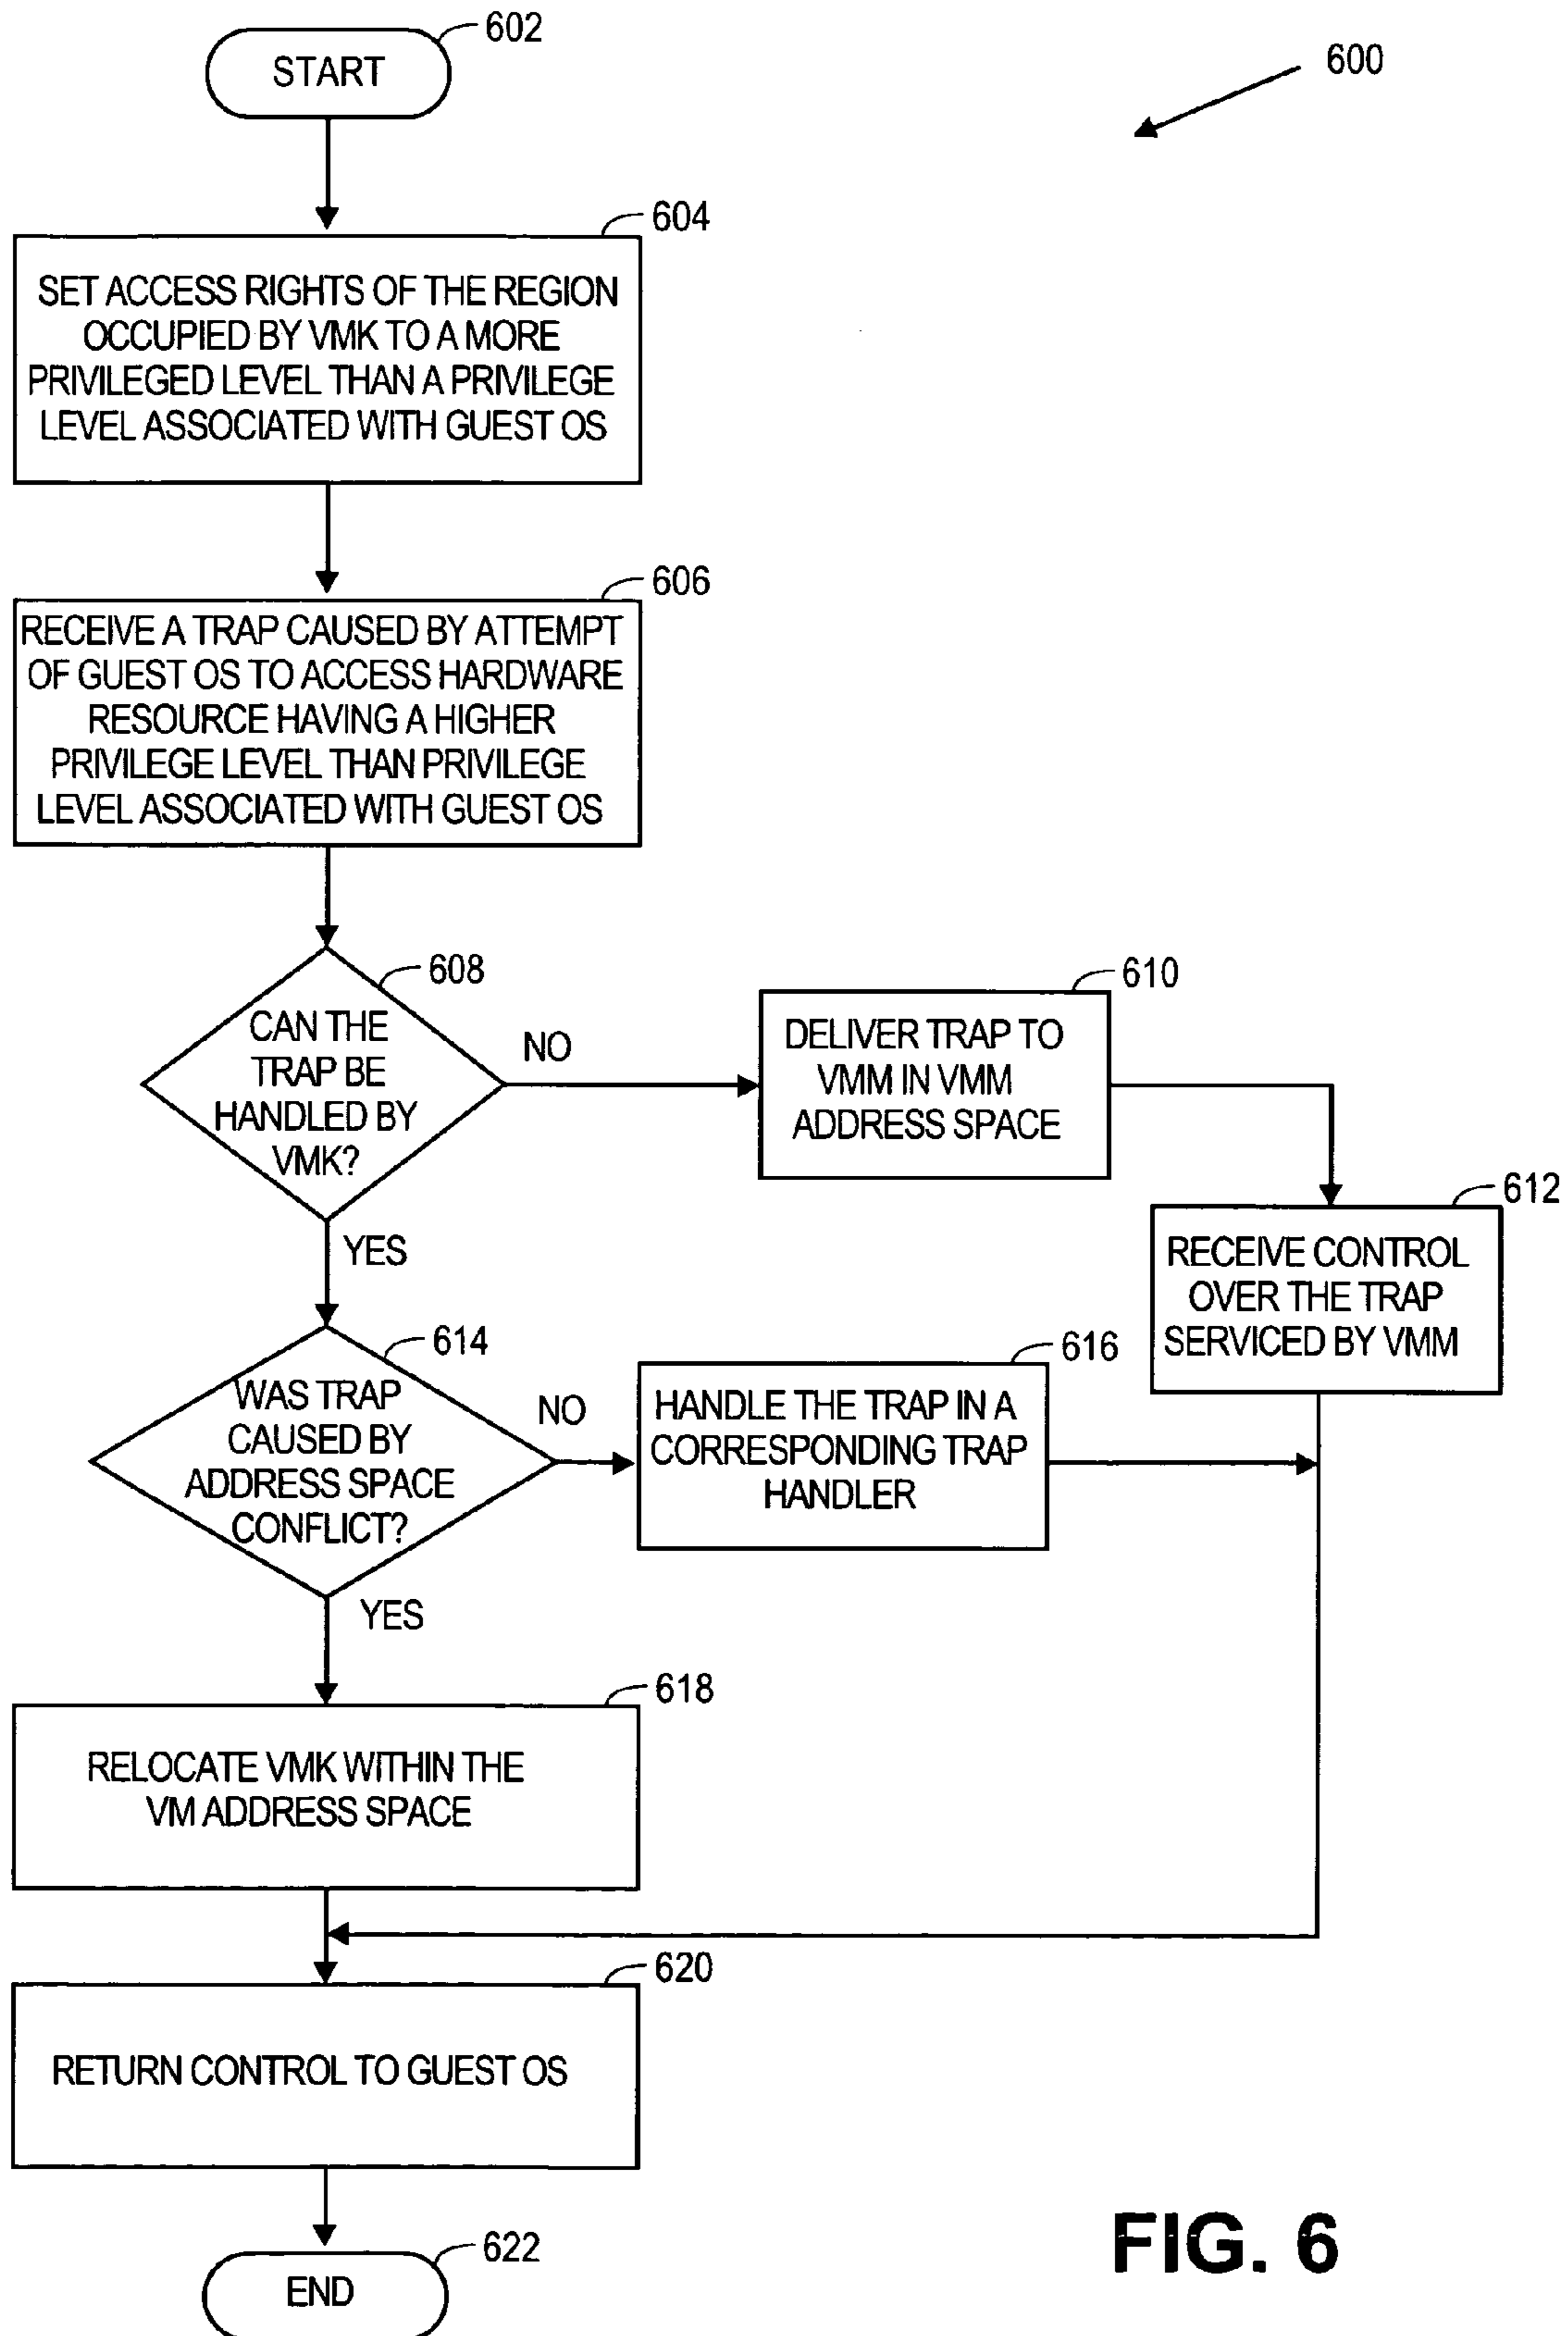 602
START
600
604
SET ACCESS RIGHTS OF THE REGION
OCCUPIED BY VMK TO A MORE
PRIVILEGED LEVEL THAN A PRIVILEGE
LEVEL ASSOCIATED WITH GUEST OS
606
RECEIVE A TRAP CAUSED BY ATTEMPT
OF GUEST OS TO ACCESS HARDWARE
RESOURCE HAVING A HIGHER
PRIVILEGE LEVEL THAN PRIVILEGE
LEVEL ASSOCIATED WITH GUEST OS
608
CAN THE
TRAP BE
HANDLED BY
VMK?
NO
YES
610
DELIVER TRAP TO
VMM IN VMM
ADDRESS SPACE
612
RECEIVE CONTROL
OVER THE TRAP
SERVICED BY VMM
614
WAS TRAP
CAUSED BY
ADDRESS SPACE
CONFLICT?
NO
YES
616
HANDLE THE TRAP IN A
CORRESPONDING TRAP
HANDLER
618
RELOCATE VMK WITHIN THE
VM ADDRESS SPACE
620
RETURN CONTROL TO GUEST OS
622
END
FIG. 6